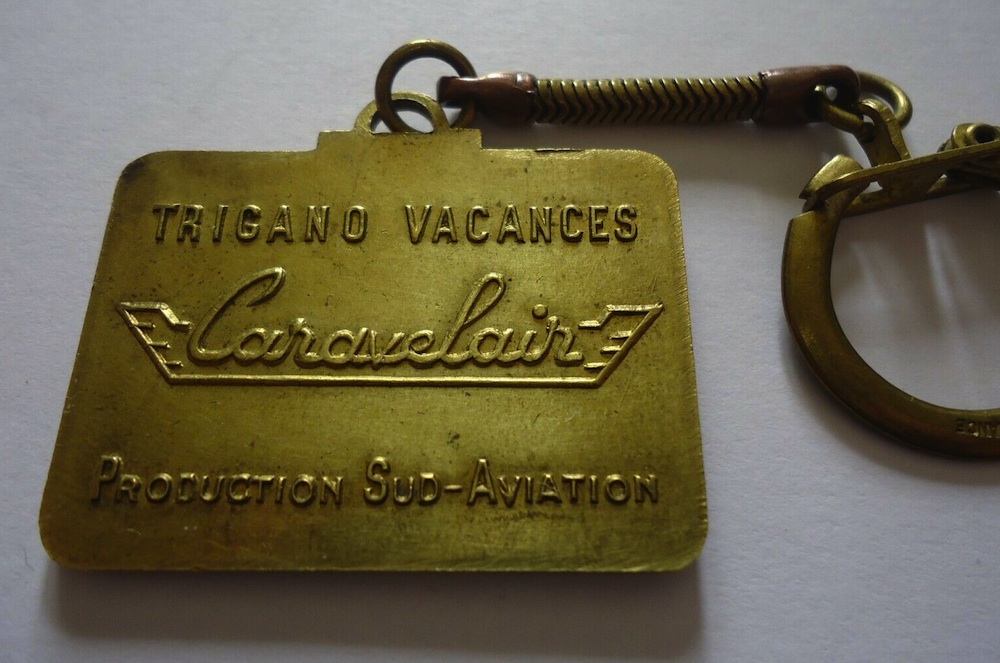 TRIGANO VACANCES
Caravelair
PRODUCTION SUD-AVIATION